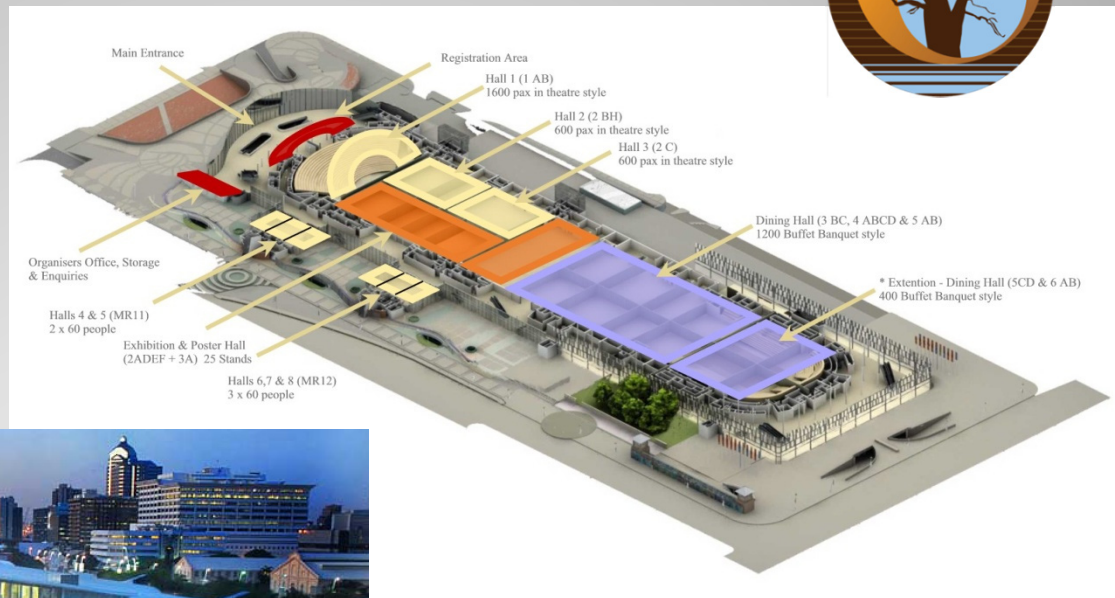 Main Entrance
Registration Area
Hall 1 (1 AB)
1600 pax in theatre style
Hall 2 (2 BH)
600 pax in theatre style
Hall 3 (2 C)
600 pax in theatre style
Dining Hall (3 BC, 4 ABCD & 5 AB)
1200 Buffet Banquet style
* Extention - Dining Hall (5CD & 6 AB)
400 Buffet Banquet style
Organisers Office, Storage
& Enquiries
Halls 4 & 5 (MR11)
2 x 60 people
Exhibition & Poster Hall
(2ADEF + 3A) 25 Stands
Halls 6,7 & 8 (MR12)
3 x 60 people